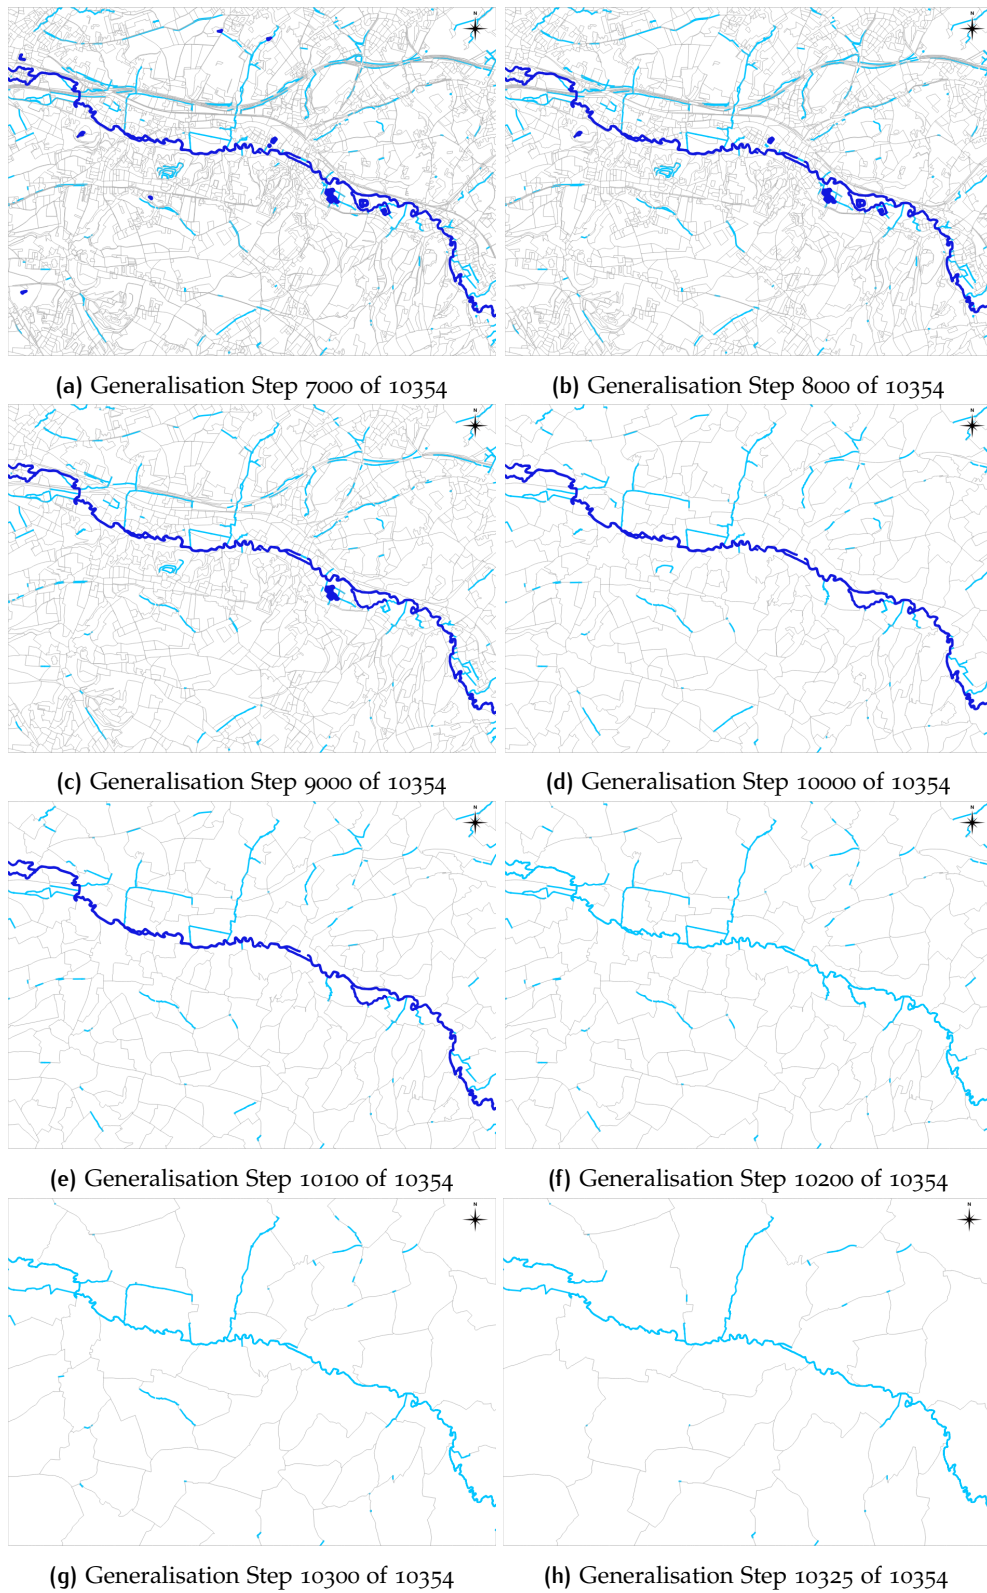 N N
(a) Generalisation Step 7000 of 10354 (b) Generalisation Step 8000 of 10354
N N
(c) Generalisation Step 9000 of 10354 (d) Generalisation Step 10000 of 10354
N N
(e) Generalisation Step 10100 of 10354 (f) Generalisation Step 10200 of 10354
N N
(g) Generalisation Step 10300 of 10354 (h) Generalisation Step 10325 of 10354